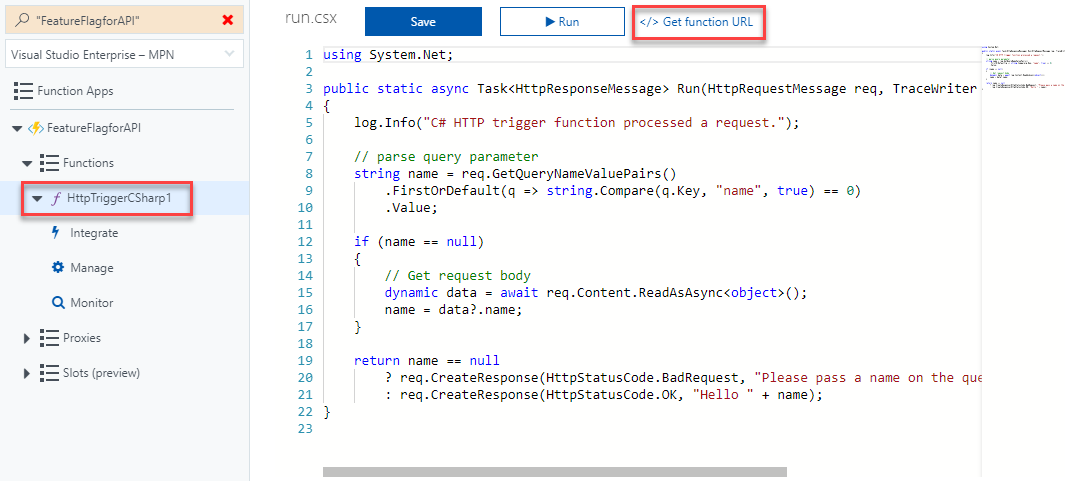 "FeatureFlagforAPI"
Visual Studio Enterprise – MPN
Function Apps
FeatureFlagforAPI
Functions
HttpTriggerCSharp1
Integrate
Manage
Monitor
Proxies
Slots (preview)
run.csx
Save
Run
</> Get function URL
1 using System.Net;
2
3 public static async Task<HttpResponseMessage> Run(HttpRequestMessage req, TraceWriter
4 {
5     log.Info("C# HTTP trigger function processed a request.");
6
7     // parse query parameter
8     string name = req.GetQueryNameValuePairs()
9         .FirstOrDefault(q => string.Compare(q.Key, "name", true) == 0)
10         .Value;
11
12     if (name == null)
13     {
14         // Get request body
15         dynamic data = await req.Content.ReadAsAsync<object>();
16         name = data?.name;
17     }
18
19     return name == null
20         ? req.CreateResponse(HttpStatusCode.BadRequest, "Please pass a name on the que
21         : req.CreateResponse(HttpStatusCode.OK, "Hello " + name);
22 }
23